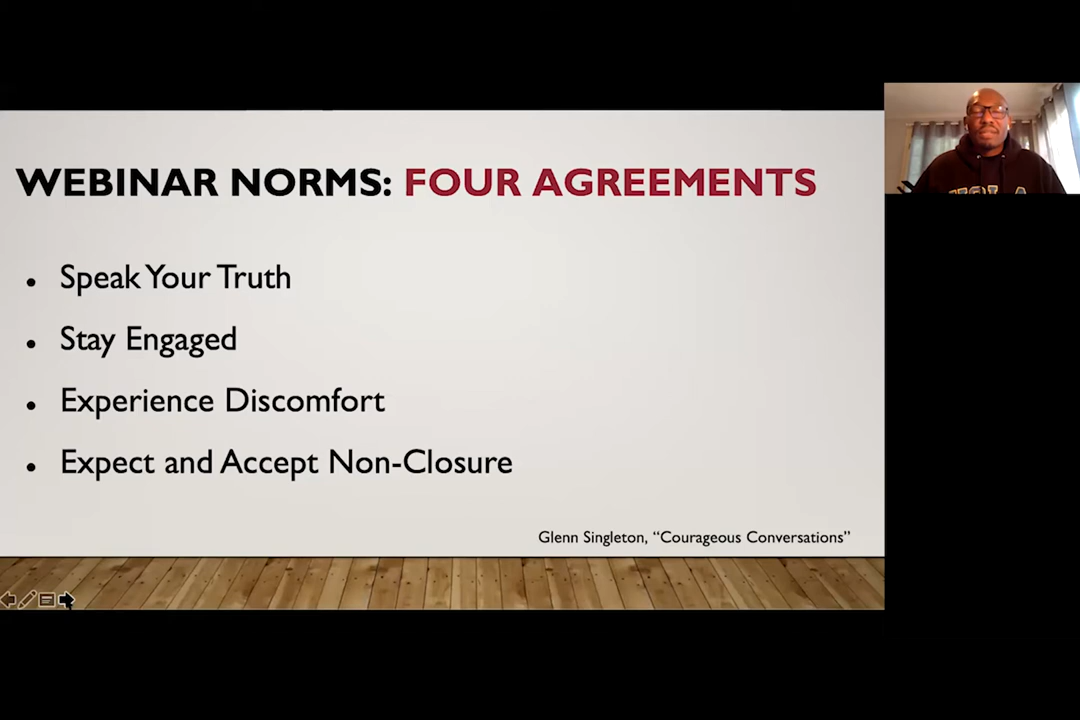 WEBINAR NORMS: FOUR AGREEMENTS
• Speak Your Truth
• Stay Engaged
• Experience Discomfort
• Expect and Accept Non-Closure
Glenn Singleton, “Courageous Conversations”